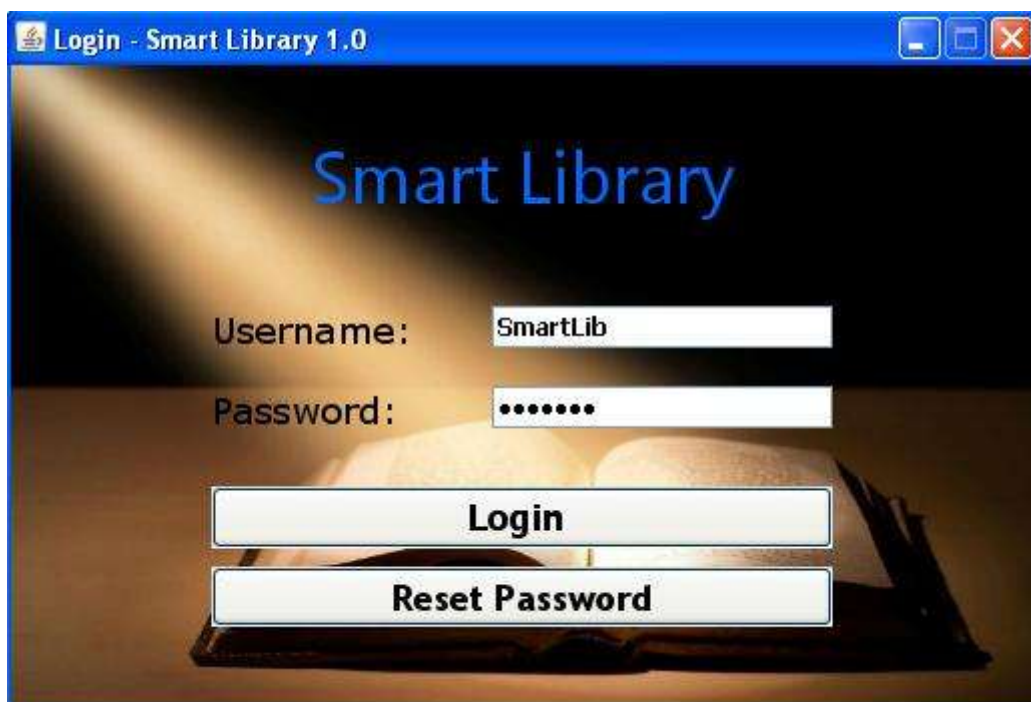 Login - Smart Library 1.0
Smart Library
Username: SmartLib
Password: •••••••
Login
Reset Password